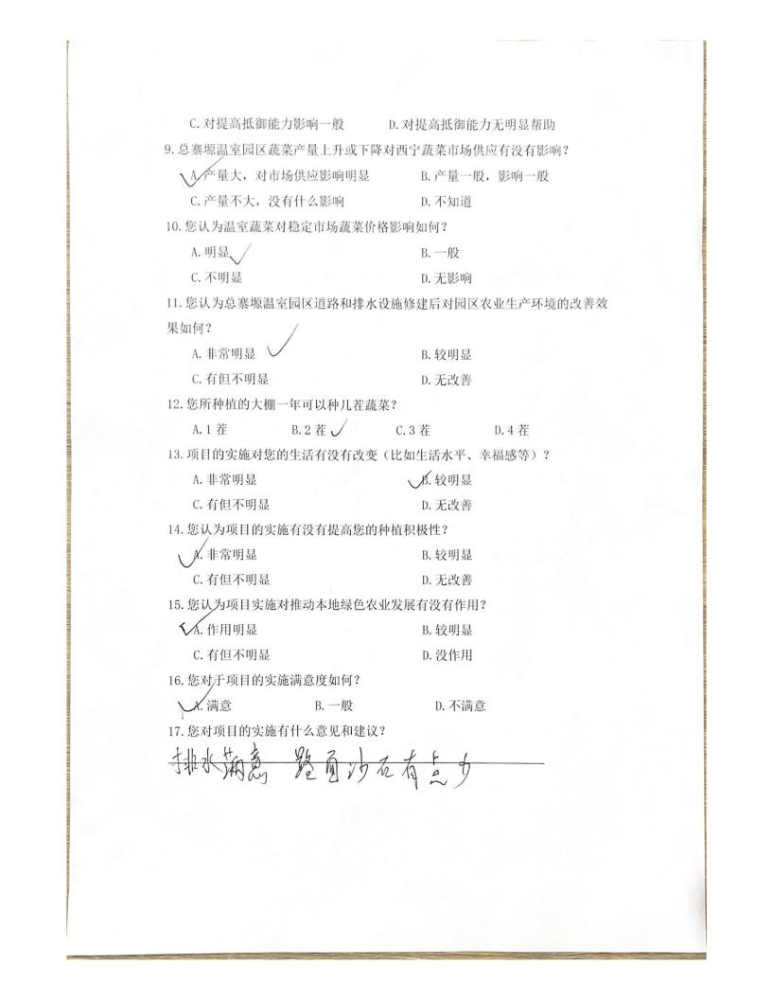 C.对提高抵御能力影响一般 D.对提高抵御能力无明显帮助
9.总寨塬温室园区蔬菜产量上升或下降对西宁蔬菜市场供应有没有影响？
A.产量大，对市场供应影响明显 B.产量一般，影响一般
C.产量不大，没有什么影响 D.不知道
10.您认为温室蔬菜对稳定市场蔬菜价格影响如何？
A.明显 B.一般
C.不明显 D.无影响
11.您认为总寨塬温室园区道路和排水设施修建后对园区农业生产环境的改善效
果如何？
A.非常明显 B.较明显
C.有但不明显 D.无改善
12.您所种植的大棚一年可以种几茬蔬菜？
A.1茬 B.2茬 C.3茬 D.4茬
13.项目的实施对您的生活有没有改变（比如生活水平、幸福感等）？
A.非常明显 B.较明显
C.有但不明显 D.无改善
14.您认为项目的实施有没有提高您的种植积极性？
A.非常明显 B.较明显
C.有但不明显 D.无改善
15.您认为项目实施对推动本地绿色农业发展有没有作用？
A.作用明显 B.较明显
C.有但不明显 D.没作用
16.您对于项目的实施满意度如何？
A.满意 B.一般 D.不满意
17.您对项目的实施有什么意见和建议？
排水满意 路面沙石有点少